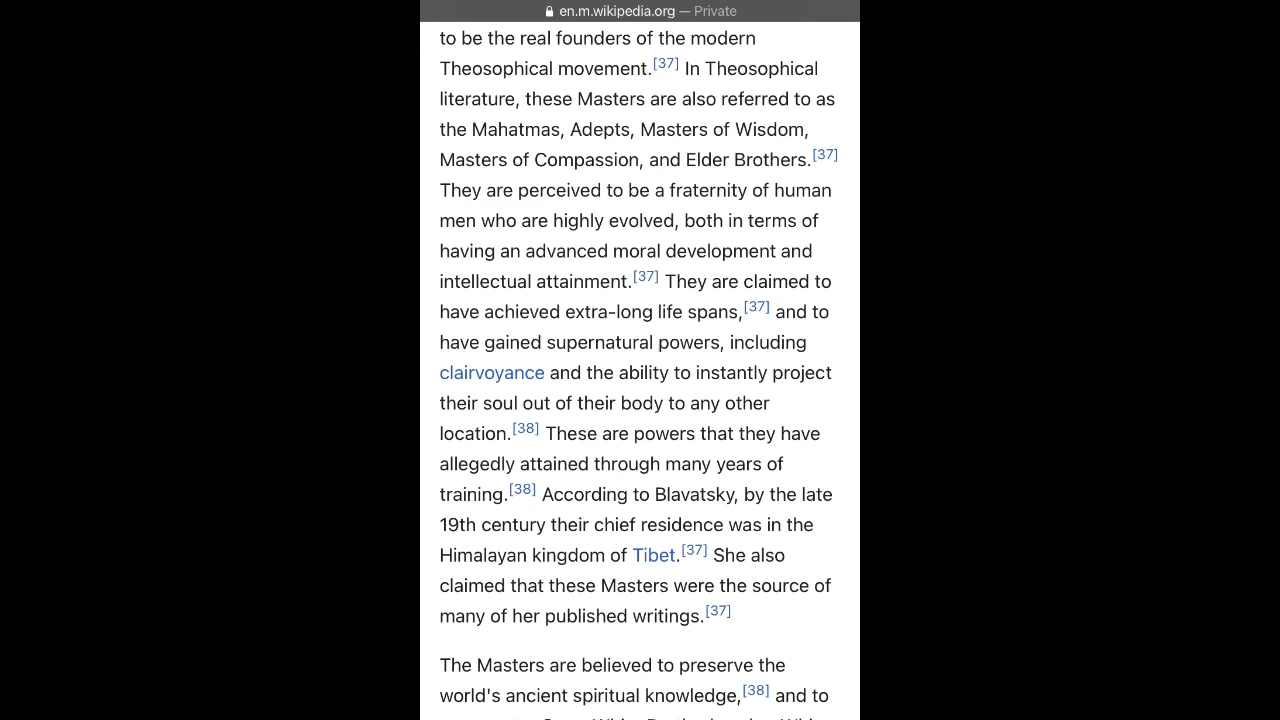 en.m.wikipedia.org — Private
to be the real founders of the modern
Theosophical movement.[37] In Theosophical
literature, these Masters are also referred to as
the Mahatmas, Adepts, Masters of Wisdom,
Masters of Compassion, and Elder Brothers.[37]
They are perceived to be a fraternity of human
men who are highly evolved, both in terms of
having an advanced moral development and
intellectual attainment.[37] They are claimed to
have achieved extra-long life spans,[37] and to
have gained supernatural powers, including
clairvoyance and the ability to instantly project
their soul out of their body to any other
location.[38] These are powers that they have
allegedly attained through many years of
training.[38] According to Blavatsky, by the late
19th century their chief residence was in the
Himalayan kingdom of Tibet.[37] She also
claimed that these Masters were the source of
many of her published writings.[37]
The Masters are believed to preserve the
world's ancient spiritual knowledge,[38] and to